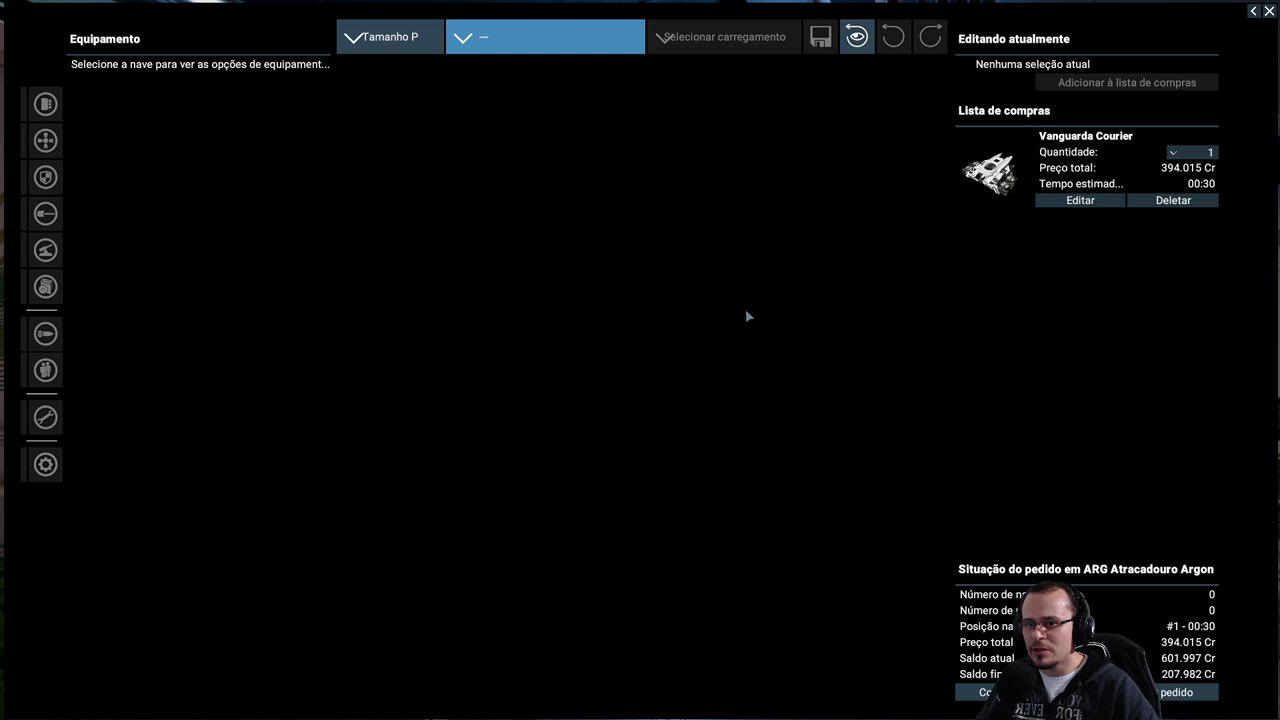 Equipamento
Tamanho P
---
Selecionar carregamento
Selecione a nave para ver as opções de equipament...
Editando atualmente
Nenhuma seleção atual
Adicionar à lista de compras
Lista de compras
Vanguarda Courier
Quantidade: 1
Preço total: 394.015 Cr
Tempo estimad... 00:30
Editar Deletar
Situação do pedido em ARG Atracadouro Argon
Número de 0
Número de 0
Posição na #1 - 00:30
Preço total 394.015 Cr
Saldo atual 601.997 Cr
Saldo 207.982 Cr
pedido
FOR EVER